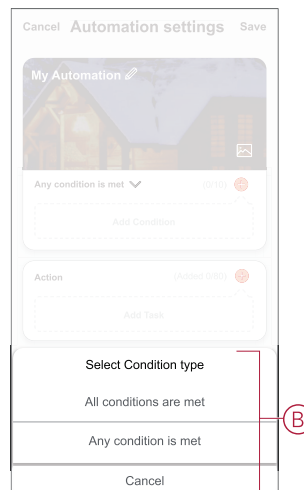 Cancel Automation settings Save
My Automation
Any condition is met (0/10)
Add Condition
Action (Added 0/80)
Add Task
Select Condition type
All conditions are met
B
Any condition is met
Cancel